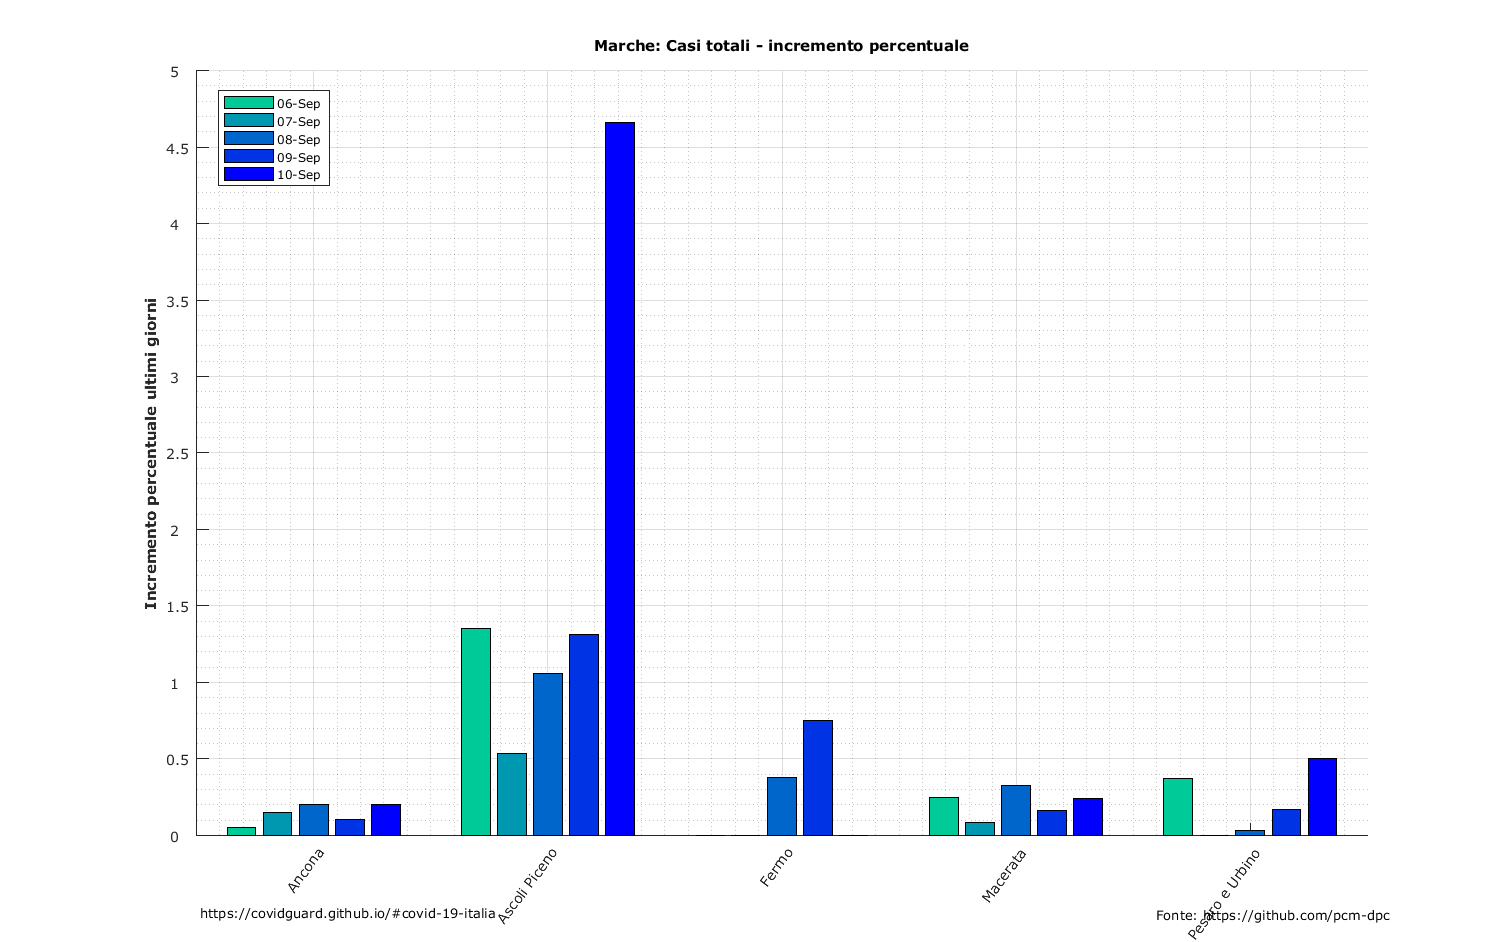 Marche: Casi totali - incremento percentuale
Incremento percentuale ultimi giorni
5
4.5
4
3.5
3
2.5
2
1.5
1
0.5
0
06-Sep
07-Sep
08-Sep
09-Sep
10-Sep
Ancona
Ascoli Piceno
Fermo
Macerata
Pesaro e Urbino
https://covidguard.github.io/#covid-19-italia
Fonte: https://github.com/pcm-dpc